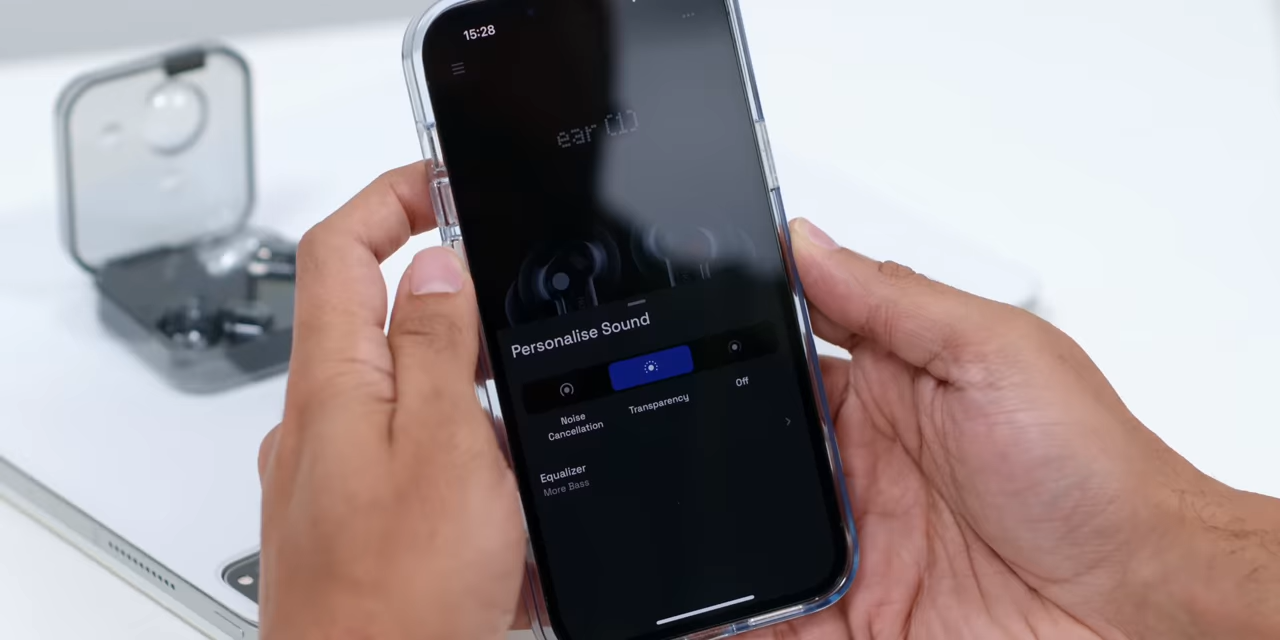 15:28
ear (1)
Personalise Sound
Noise
Cancellation
Transparency
Off
Equalizer
More Bass